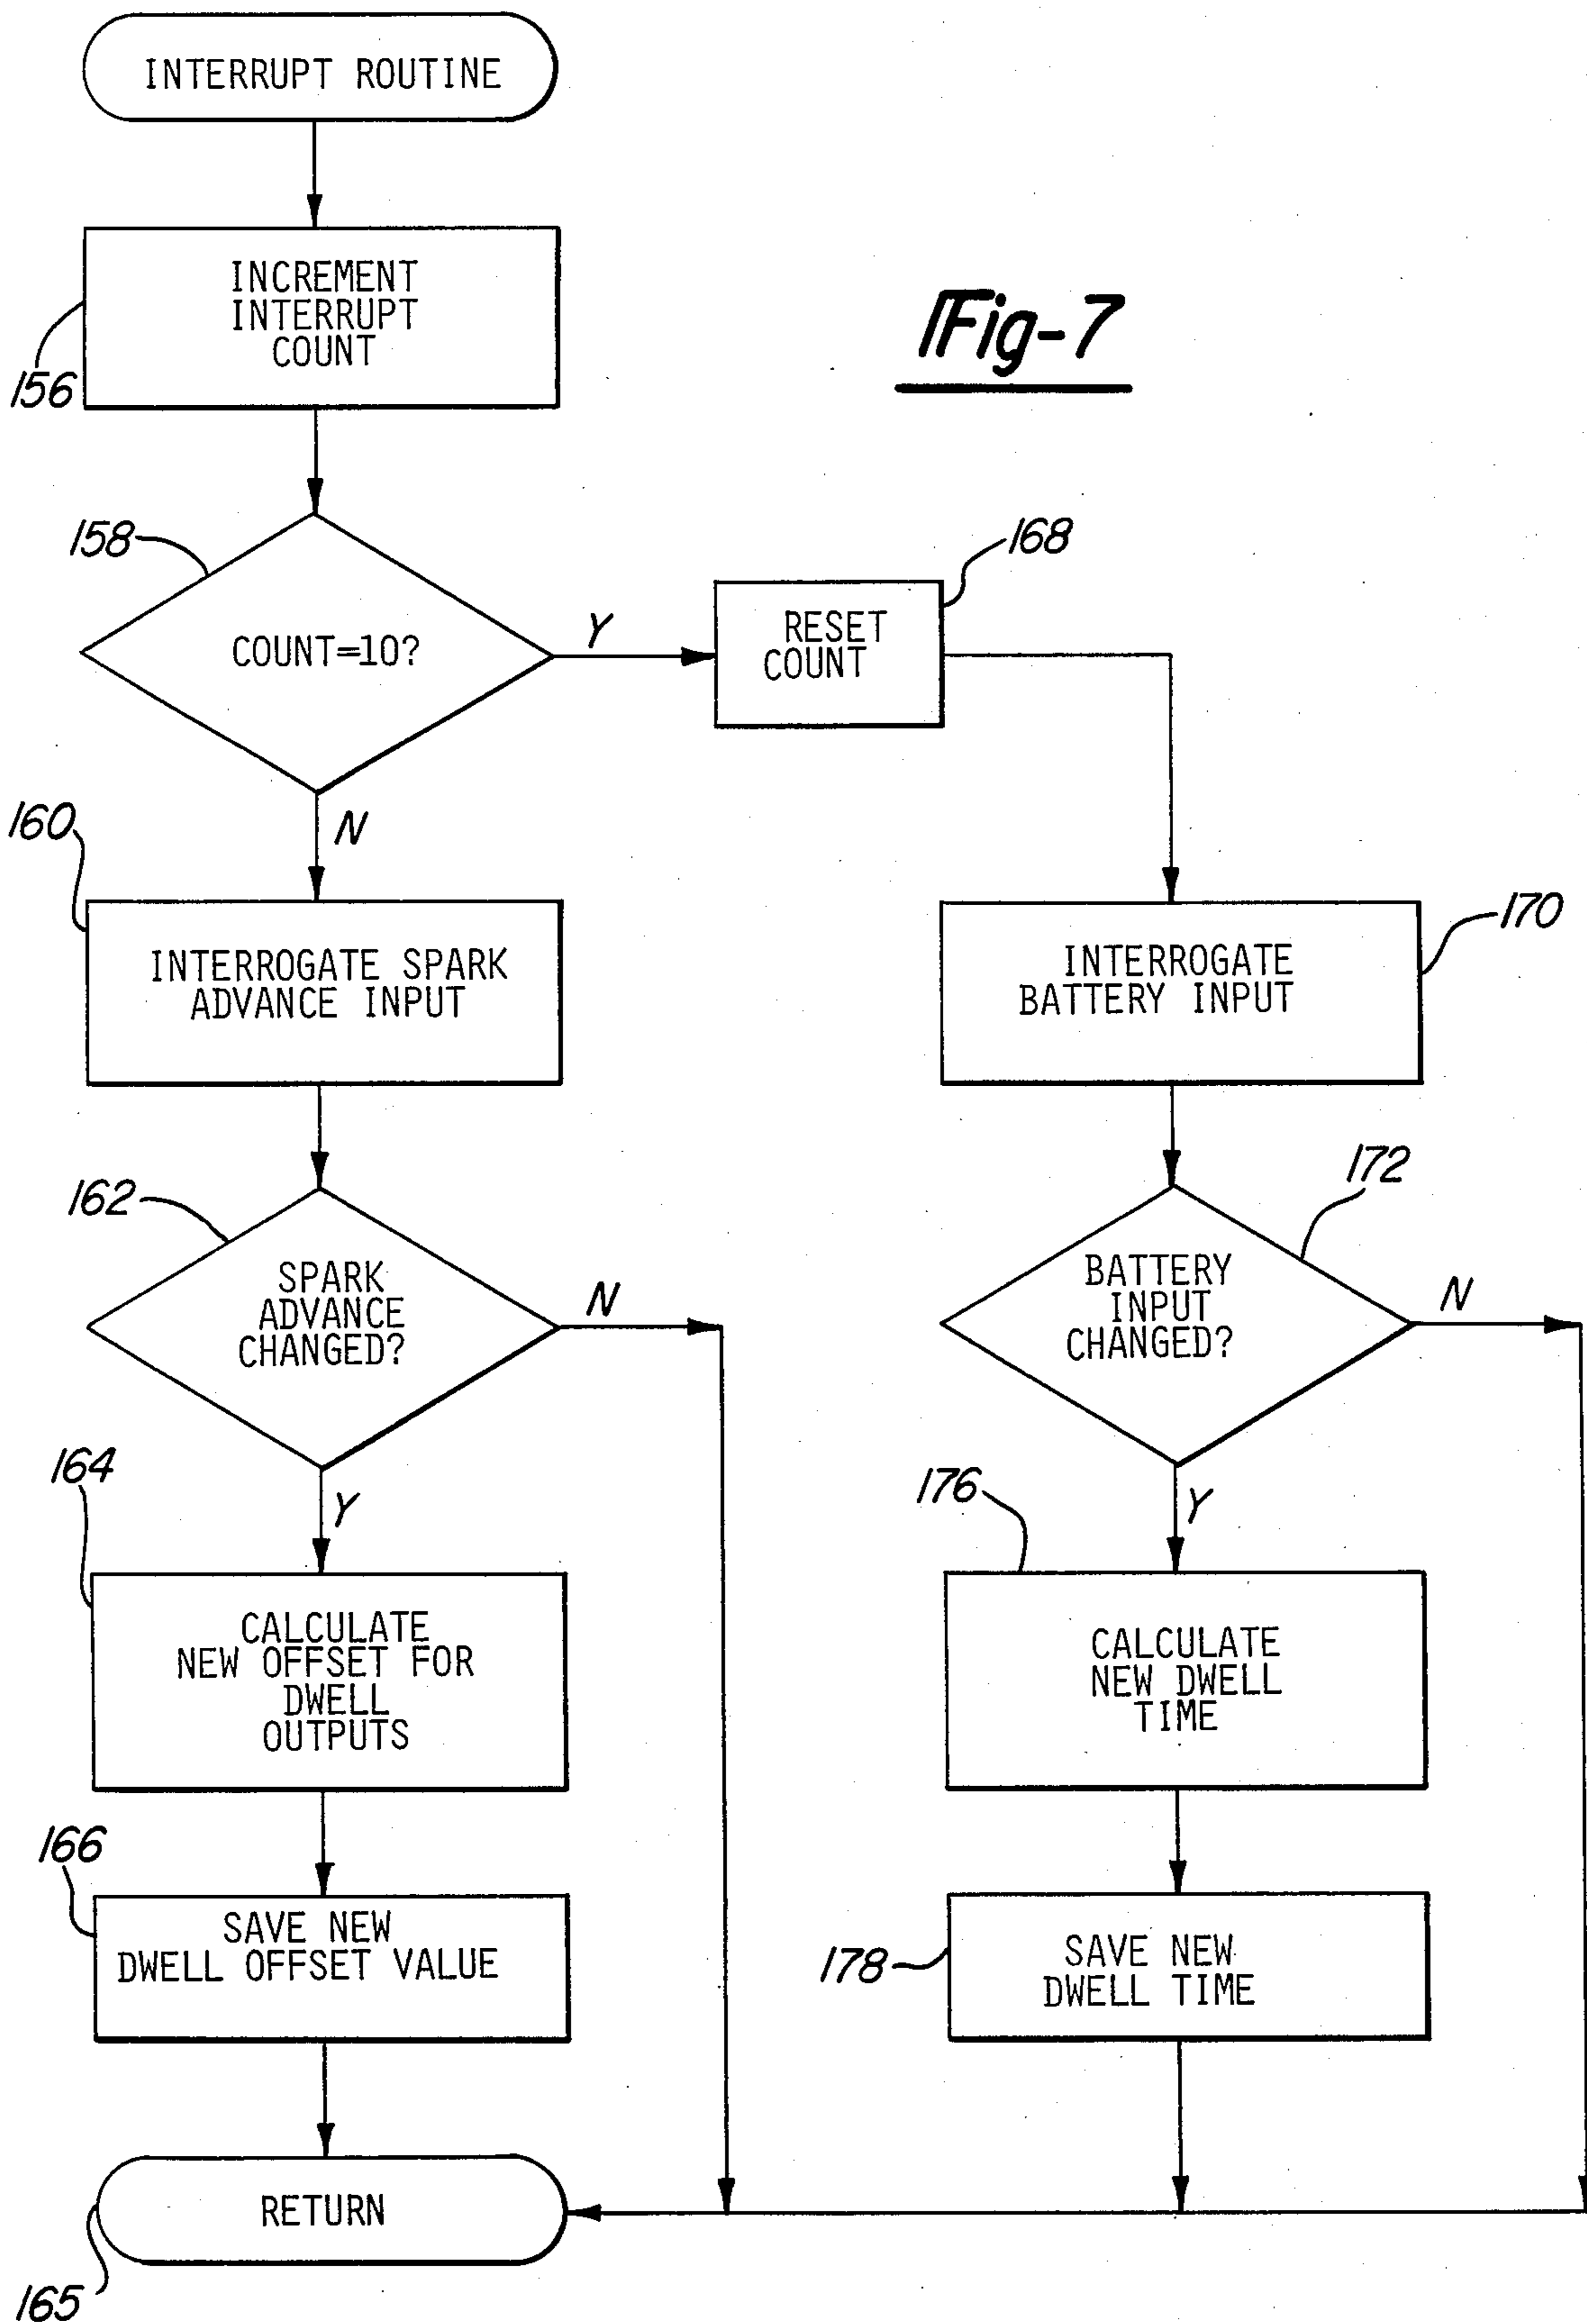 INTERRUPT ROUTINE
INCREMENT
INTERRUPT
COUNT
156
Fig-7
158
COUNT=10?
Y
168
RESET
COUNT
N
160
INTERROGATE SPARK
ADVANCE INPUT
170
INTERROGATE
BATTERY INPUT
162
SPARK
ADVANCE
CHANGED?
N
172
BATTERY
INPUT
CHANGED?
N
164
Y
CALCULATE
NEW OFFSET FOR
DWELL
OUTPUTS
176
Y
CALCULATE
NEW DWELL
TIME
166
SAVE NEW
DWELL OFFSET VALUE
178
SAVE NEW
DWELL TIME
RETURN
165